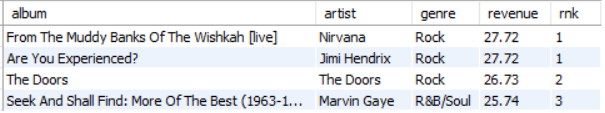 album artist genre revenue rnk
From The Muddy Banks Of The Wishkah [live] Nirvana Rock 27.72 1
Are You Experienced? Jimi Hendrix Rock 27.72 1
The Doors The Doors Rock 26.73 2
Seek And Shall Find: More Of The Best (1963-1... Marvin Gaye R&B/Soul 25.74 3